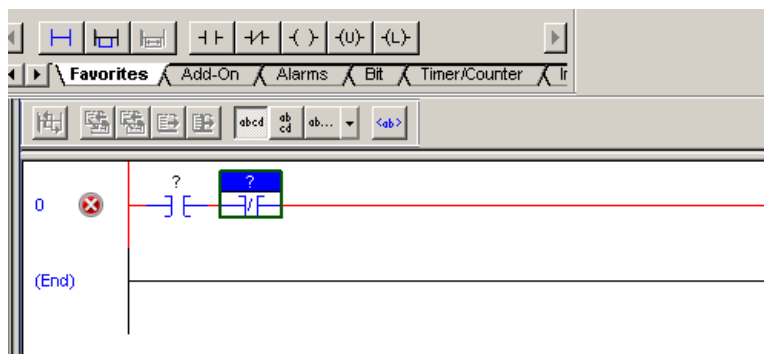 (U) (L)
Favorites Add-On Alarms Bit Timer/Counter
abcd ab cd ab... <ab>
? ?
0
(End)